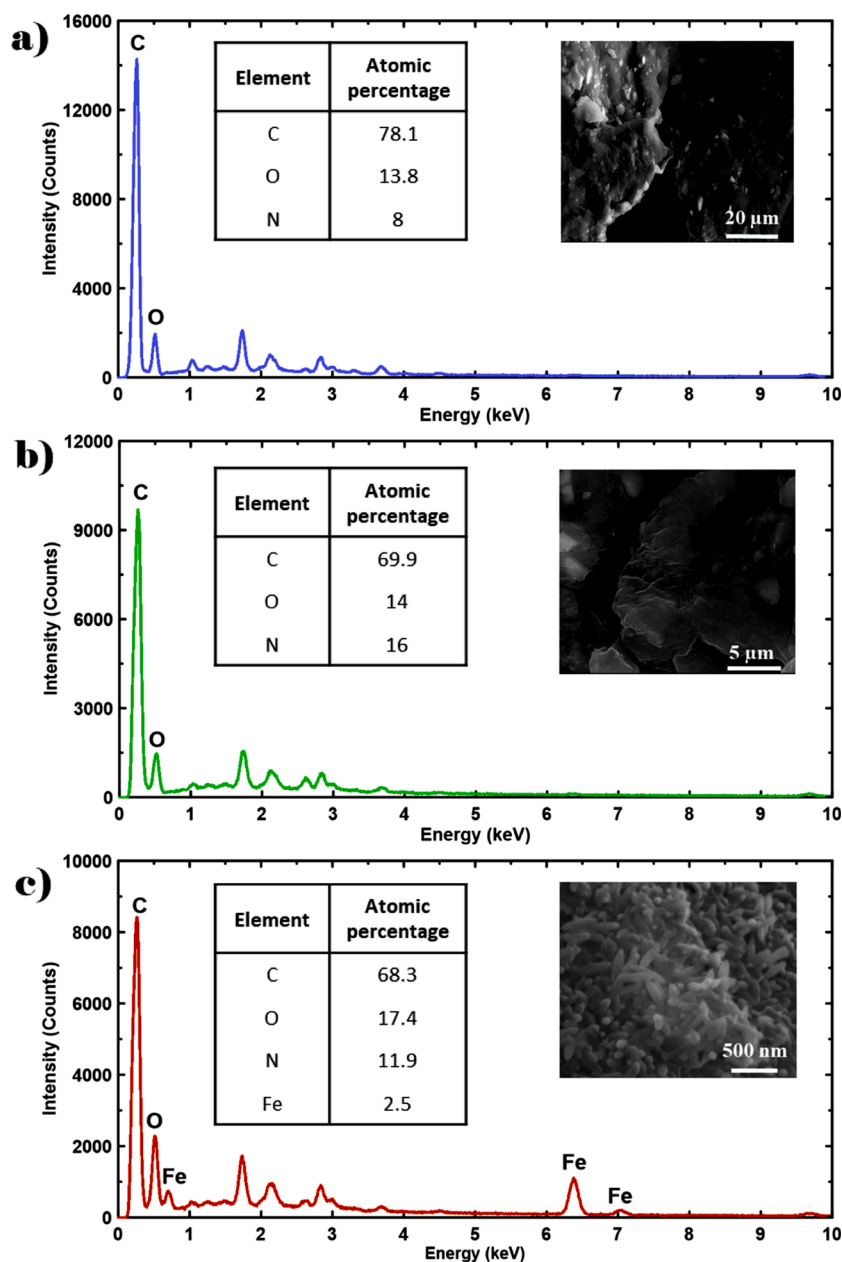 a)
16000
12000
8000
4000
0
Intensity (Counts)
C
O
Element Atomic percentage
C 78.1
O 13.8
N 8
20 µm
0 1 2 3 4 5 6 7 8 9 10
Energy (keV)
b)
12000
9000
6000
3000
0
Intensity (Counts)
C
O
Element Atomic percentage
C 69.9
O 14
N 16
5 µm
0 1 2 3 4 5 6 7 8 9 10
Energy (keV)
c)
10000
8000
6000
4000
2000
0
Intensity (Counts)
C
O
Fe
Element Atomic percentage
C 68.3
O 17.4
N 11.9
Fe 2.5
500 nm
Fe
Fe
0 1 2 3 4 5 6 7 8 9 10
Energy (keV)